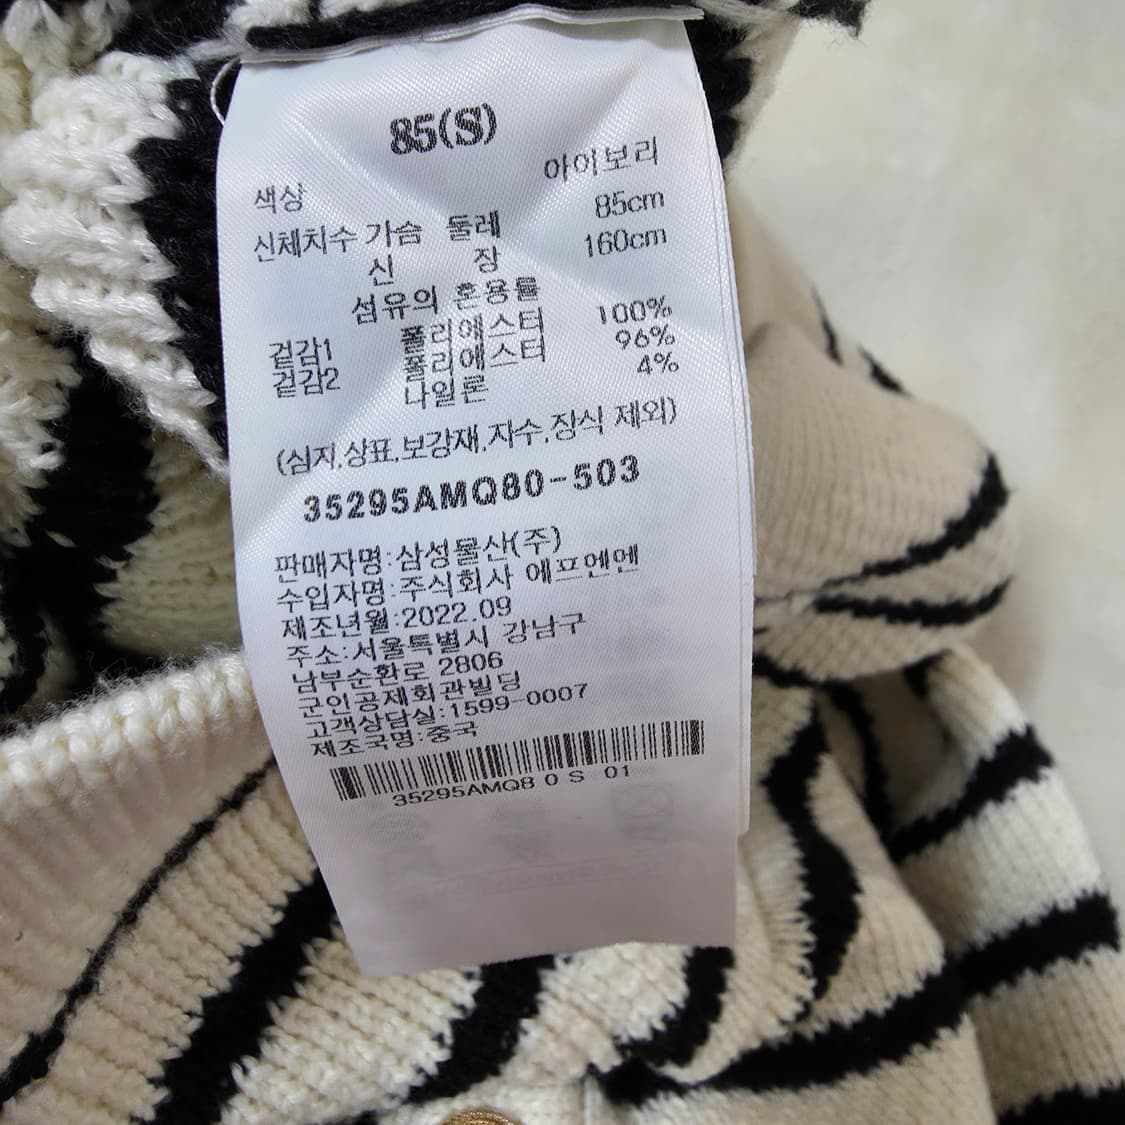 85(S)
색상 아이보리
신체치수 가슴 둘레 85cm
신 장 160cm
섬유의 혼용률
겉감1 폴리에스터 100%
겉감2 폴리에스터 96%
나일론 4%
(심지,상표,보강재,자수,장식 제외)
35295AMQ80-503
판매자명:삼성물산(주)
수입자명:주식회사 에프엔엔
제조년월:2022.09
주소:서울특별시 강남구
남부순환로 2806
군인공제회관빌딩
고객상담실:1599-0007
제조국명:중국
35295AMQ8 0 S 01